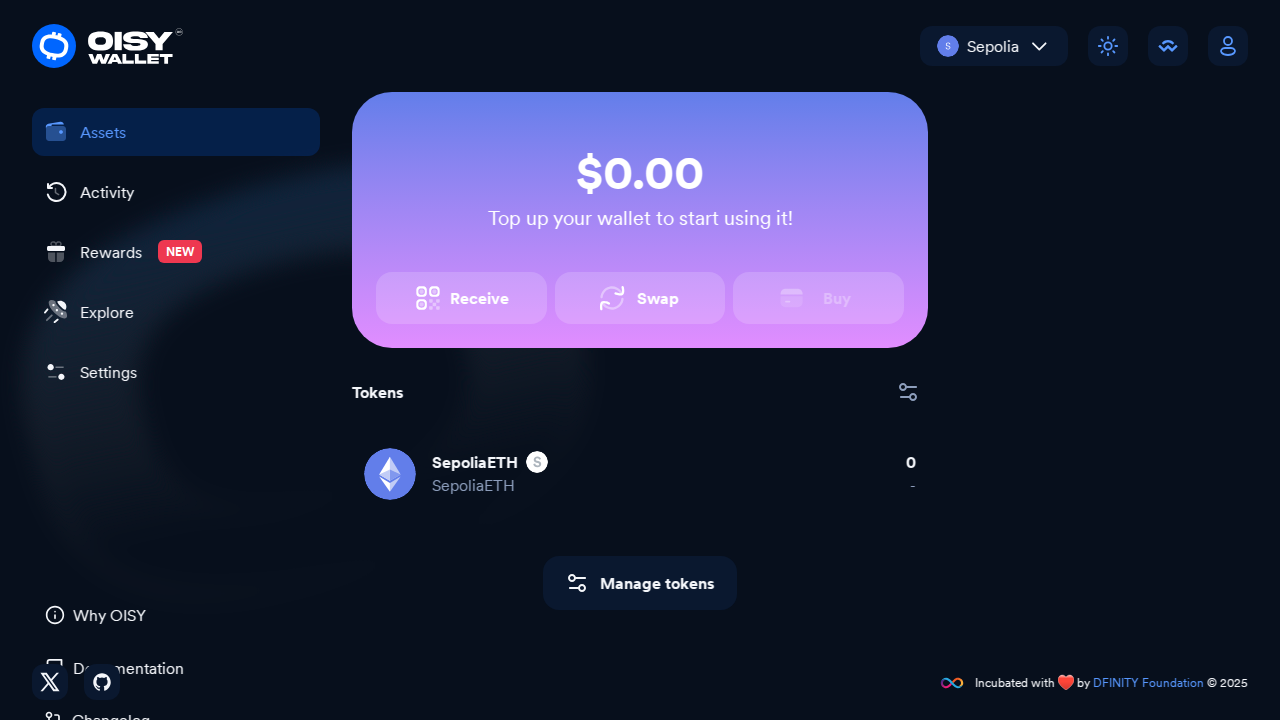 OISY
WALLET
Sepolia
Assets
Activity
Rewards NEW
Explore
Settings
$0.00
Top up your wallet to start using it!
Receive
Swap
Buy
Tokens
SepoliaETH S
0
SepoliaETH
-
Manage tokens
Why OISY
Documentation
Changelog
Incubated with ❤️ by DFINITY Foundation © 2025